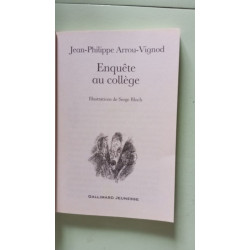 Jean-Philippe Arrou-Vignod
Enquête
au collège
Illustrations de Serge Bloch
GALLIMARD JEUNESSE